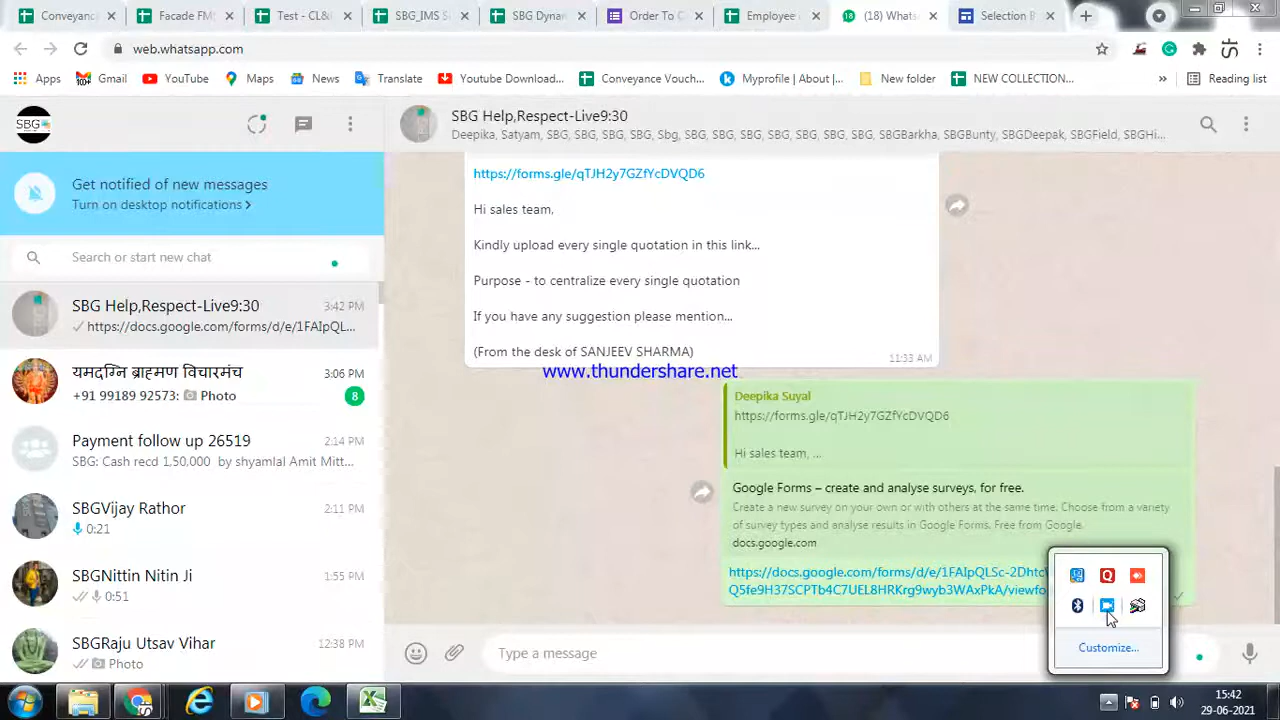 Conveyanc
Facade FM
Test - CL&
SBG_IMS S
SBG Dyna
Order To C
Employee
(18) Whats
Selection B
web.whatsapp.com
Apps
Gmail
YouTube
Maps
News
Translate
Youtube Download...
Conveyance Vouch...
Myprofile | About |...
New folder
NEW COLLECTION...
»
Reading list
SBG
SBG Help,Respect-Live9:30
Deepika, Satyam, SBG, SBG, SBG, SBG, Sbg, SBG, SBG, SBG, SBG, SBG, SBG, SBG, SBGBarkha, SBGBunty, SBGDeepak, SBGField, SBGHi...
Get notified of new messages
Turn on desktop notifications >
Search or start new chat
SBG Help,Respect-Live9:30
3:42 PM
https://docs.google.com/forms/d/e/1FAIpQL...
यमदग्नि ब्राह्मण विचारमंच
3:06 PM
+91 99189 92573: Photo
8
Payment follow up 26519
2:14 PM
SBG: Cash recd 1,50,000 by shyamlal Amit Mitt...
SBGVijay Rathor
2:11 PM
0:21
SBGNittin Nitin Ji
1:55 PM
0:51
SBGRaju Utsav Vihar
12:38 PM
Photo
https://forms.gle/qTJH2y7GZfYcDVQD6
Hi sales team,
Kindly upload every single quotation in this link...
Purpose - to centralize every single quotation
If you have any suggestion please mention...
(From the desk of SANJEEV SHARMA)
11:33 AM
www.thundershare.net
Deepika Suyal
https://forms.gle/qTJH2y7GZfYcDVQD6
Hi sales team, ...
Google Forms – create and analyse surveys, for free.
Create a new survey on your own or with others at the same time. Choose from a variety
of survey types and analyse results in Google Forms. Free from Google.
docs.google.com
https://docs.google.com/forms/d/e/1FAIpQLSc-2Dhtc
Q5fe9H37SCPTb4C7UEL8HRKrg9wyb3WAxPkA/viewfo
Customize...
Type a message
15:42
29-06-2021